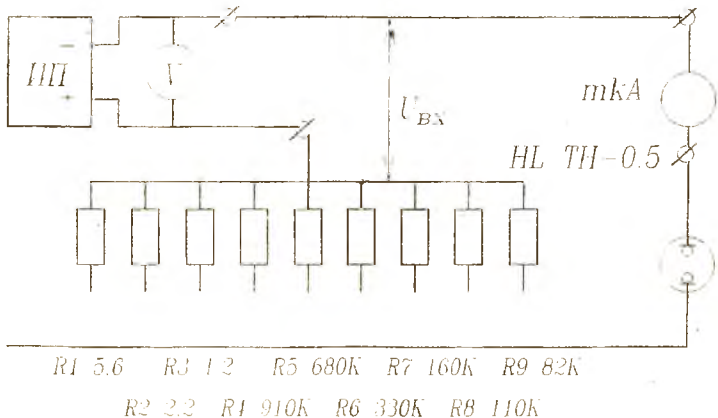 ИП
V
mkA
U_BX
HL TH-0.5
R1 5.6 R3 1.2 R5 680K R7 160K R9 82K
R2 2.2 R4 910K R6 330K R8 110K